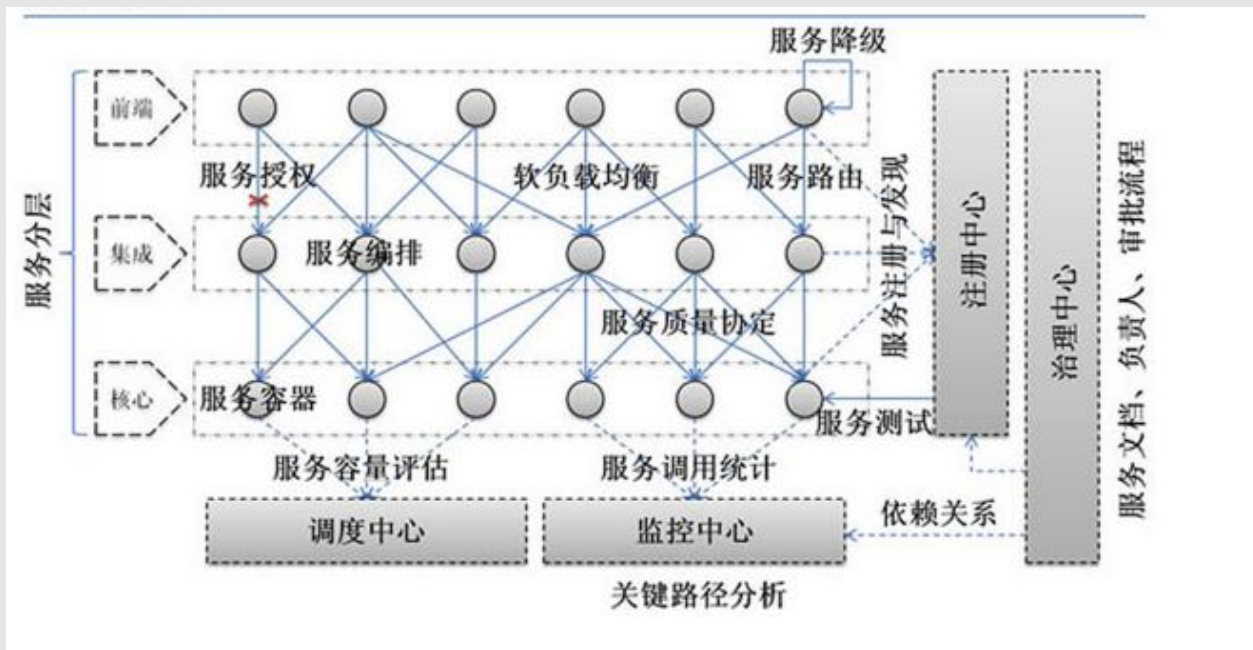 服务降级
前端
服务授权
软负载均衡
服务路由
服务分层
集成
服务编排
服务注册与发现
注册中心
治理中心
服务文档、负责人、审批流程
服务质量协定
核心
服务容器
服务测试
服务容量评估
服务调用统计
调度中心
监控中心
依赖关系
关键路径分析